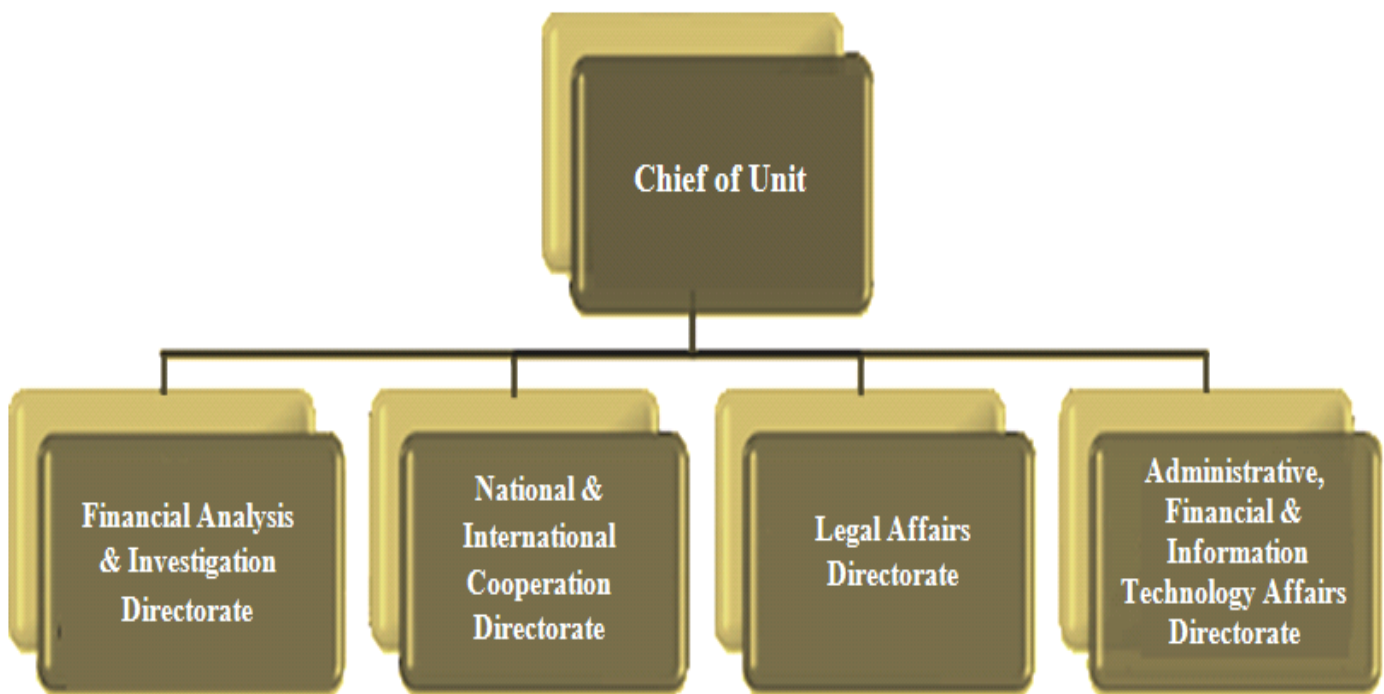 Chief of Unit
Financial Analysis
& Investigation
Directorate
National &
International
Cooperation
Directorate
Legal Affairs
Directorate
Administrative,
Financial &
Information
Technology Affairs
Directorate